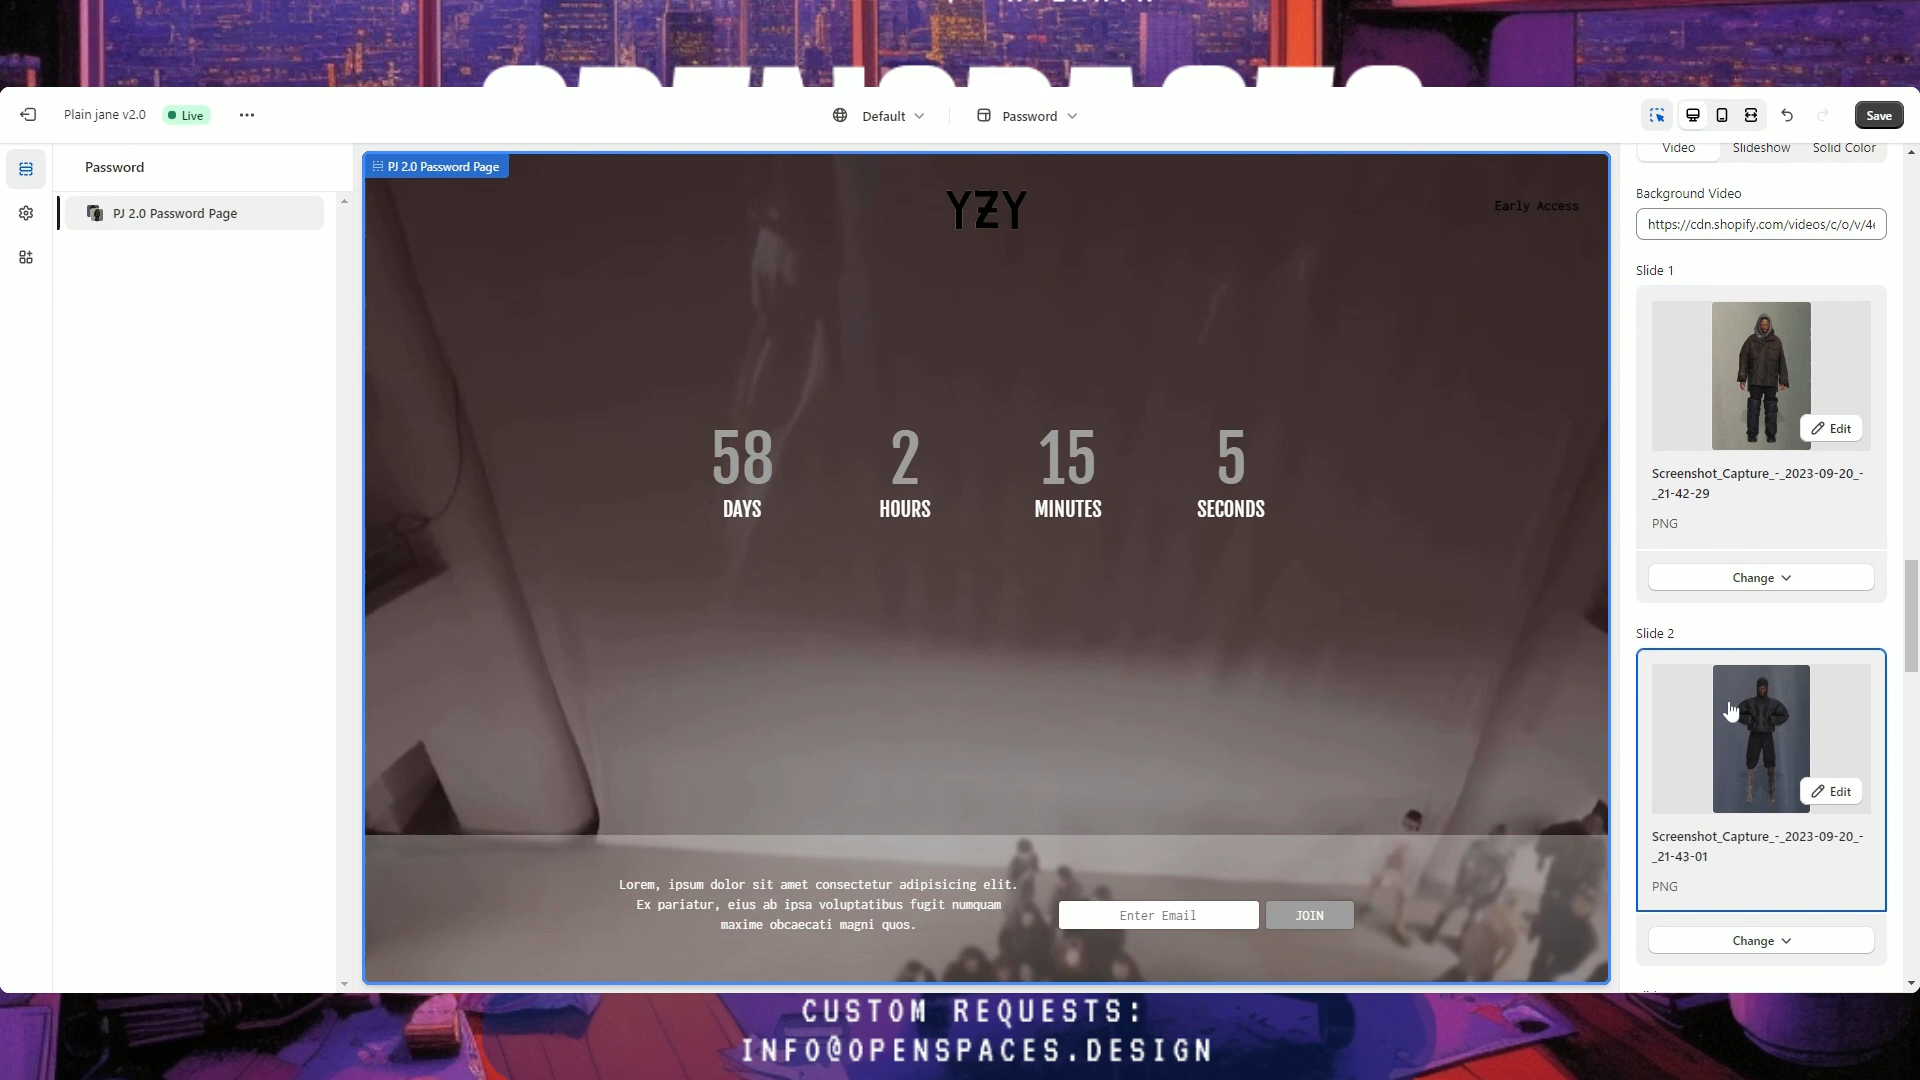 Plain jane v2.0
Live
Default
Password
Save
Password
PJ 2.0 Password Page
PJ 2.0 Password Page
YZY
Early Access
58
2
15
5
DAYS
HOURS
MINUTES
SECONDS
Lorem, ipsum dolor sit amet consectetur adipisicing elit.
Ex pariatur, eius ab ipsa voluptatibus fugit numquam
maxime obcaecati magni quos.
Enter Email
JOIN
Video
Slideshow
Solid Color
Background Video
https://cdn.shopify.com/videos/c/o/v/4
Slide 1
Edit
Screenshot_Capture_-_2023-09-20_-
_21-42-29
PNG
Change
Slide 2
Edit
Screenshot_Capture_-_2023-09-20_-
_21-43-01
PNG
Change
CUSTOM REQUESTS:
INFO@OPENSPACES.DESIGN